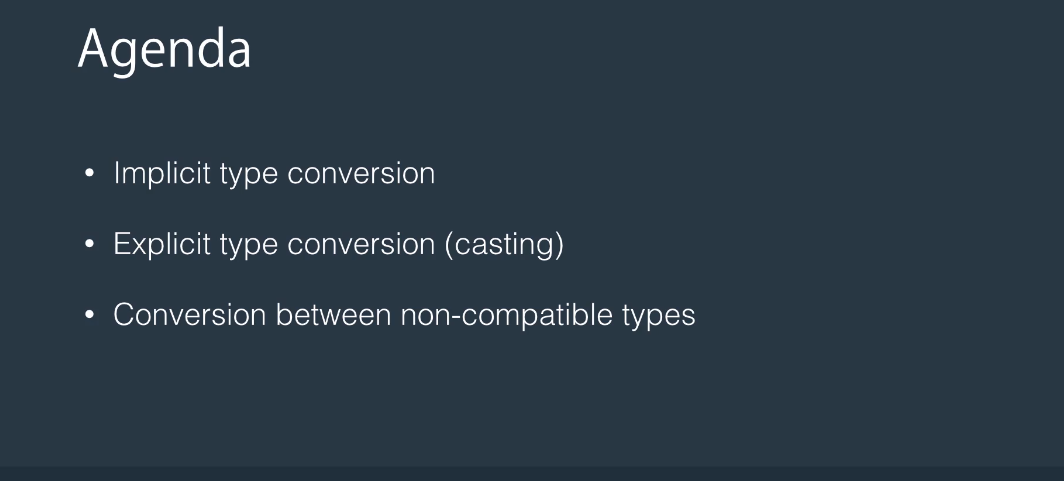 Agenda
• Implicit type conversion
• Explicit type conversion (casting)
• Conversion between non-compatible types